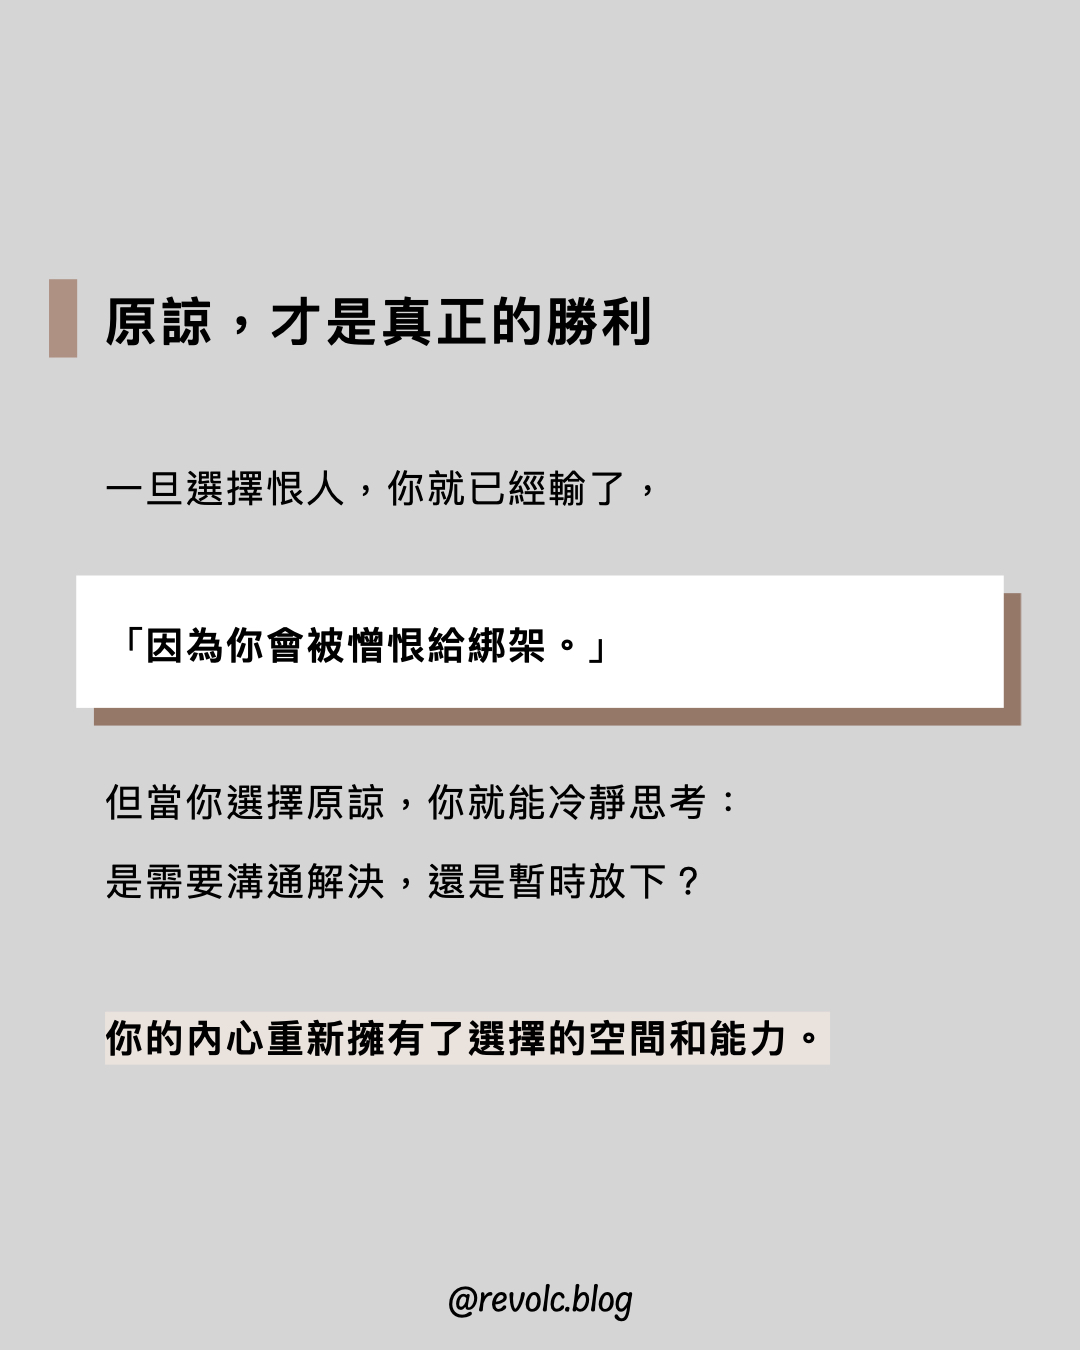 原諒，才是真正的勝利
一旦選擇恨人，你就已經輸了，
「因為你會被憎恨給綁架。」
但當你選擇原諒，你就能冷靜思考：
是需要溝通解決，還是暫時放下？
你的內心重新擁有了選擇的空間和能力。
@revolc.blog